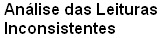 Análise das Leituras
Inconsistentes